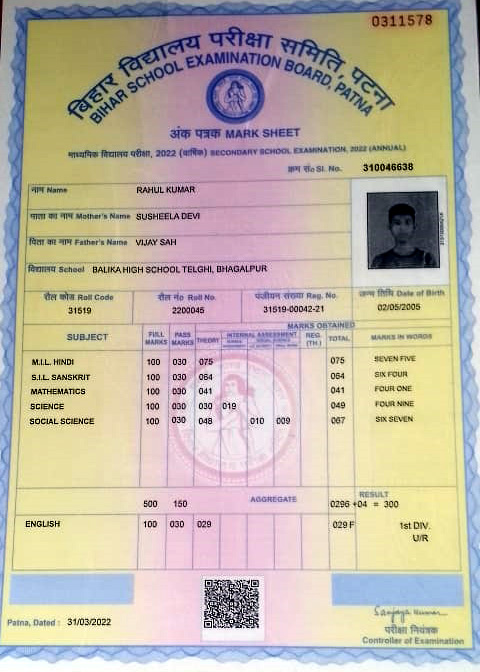 0311578
बिहार विद्यालय परीक्षा समिति, पटना
BIHAR SCHOOL EXAMINATION BOARD, PATNA
अंक पत्रक MARK SHEET
माध्यमिक विद्यालय परीक्षा, 2022 (वार्षिक) SECONDARY SCHOOL EXAMINATION, 2022 (ANNUAL)
क्रम सं० Sl. No. 310046638
नाम Name RAHUL KUMAR
माता का नाम Mother's Name SUSHEELA DEVI
पिता का नाम Father's Name VIJAY SAH
विद्यालय School BALIKA HIGH SCHOOL TELGHI, BHAGALPUR
रौल कोड Roll Code रौल नं० Roll No. पंजीयन संख्या Reg. No. जन्म तिथि Date of Birth
31519 2200045 31519-00042-21 02/05/2005
MARKS OBTAINED
SUBJECT FULL MARKS PASS MARKS THEORY INTERNAL ASSESSMENT REG. (TH.) TOTAL MARKS IN WORDS
M.I.L. HINDI 100 030 075 075 SEVEN FIVE
S.I.L. SANSKRIT 100 030 064 064 SIX FOUR
MATHEMATICS 100 030 041 041 FOUR ONE
SCIENCE 100 030 030 019 049 FOUR NINE
SOCIAL SCIENCE 100 030 048 010 009 067 SIX SEVEN
500 150 AGGREGATE 0296 +04 = 300 RESULT
ENGLISH 100 030 029 029 F 1st DIV.
U/R
Patna, Dated : 31/03/2022
Sanjay Kumar
परीक्षा नियंत्रक
Controller of Examination